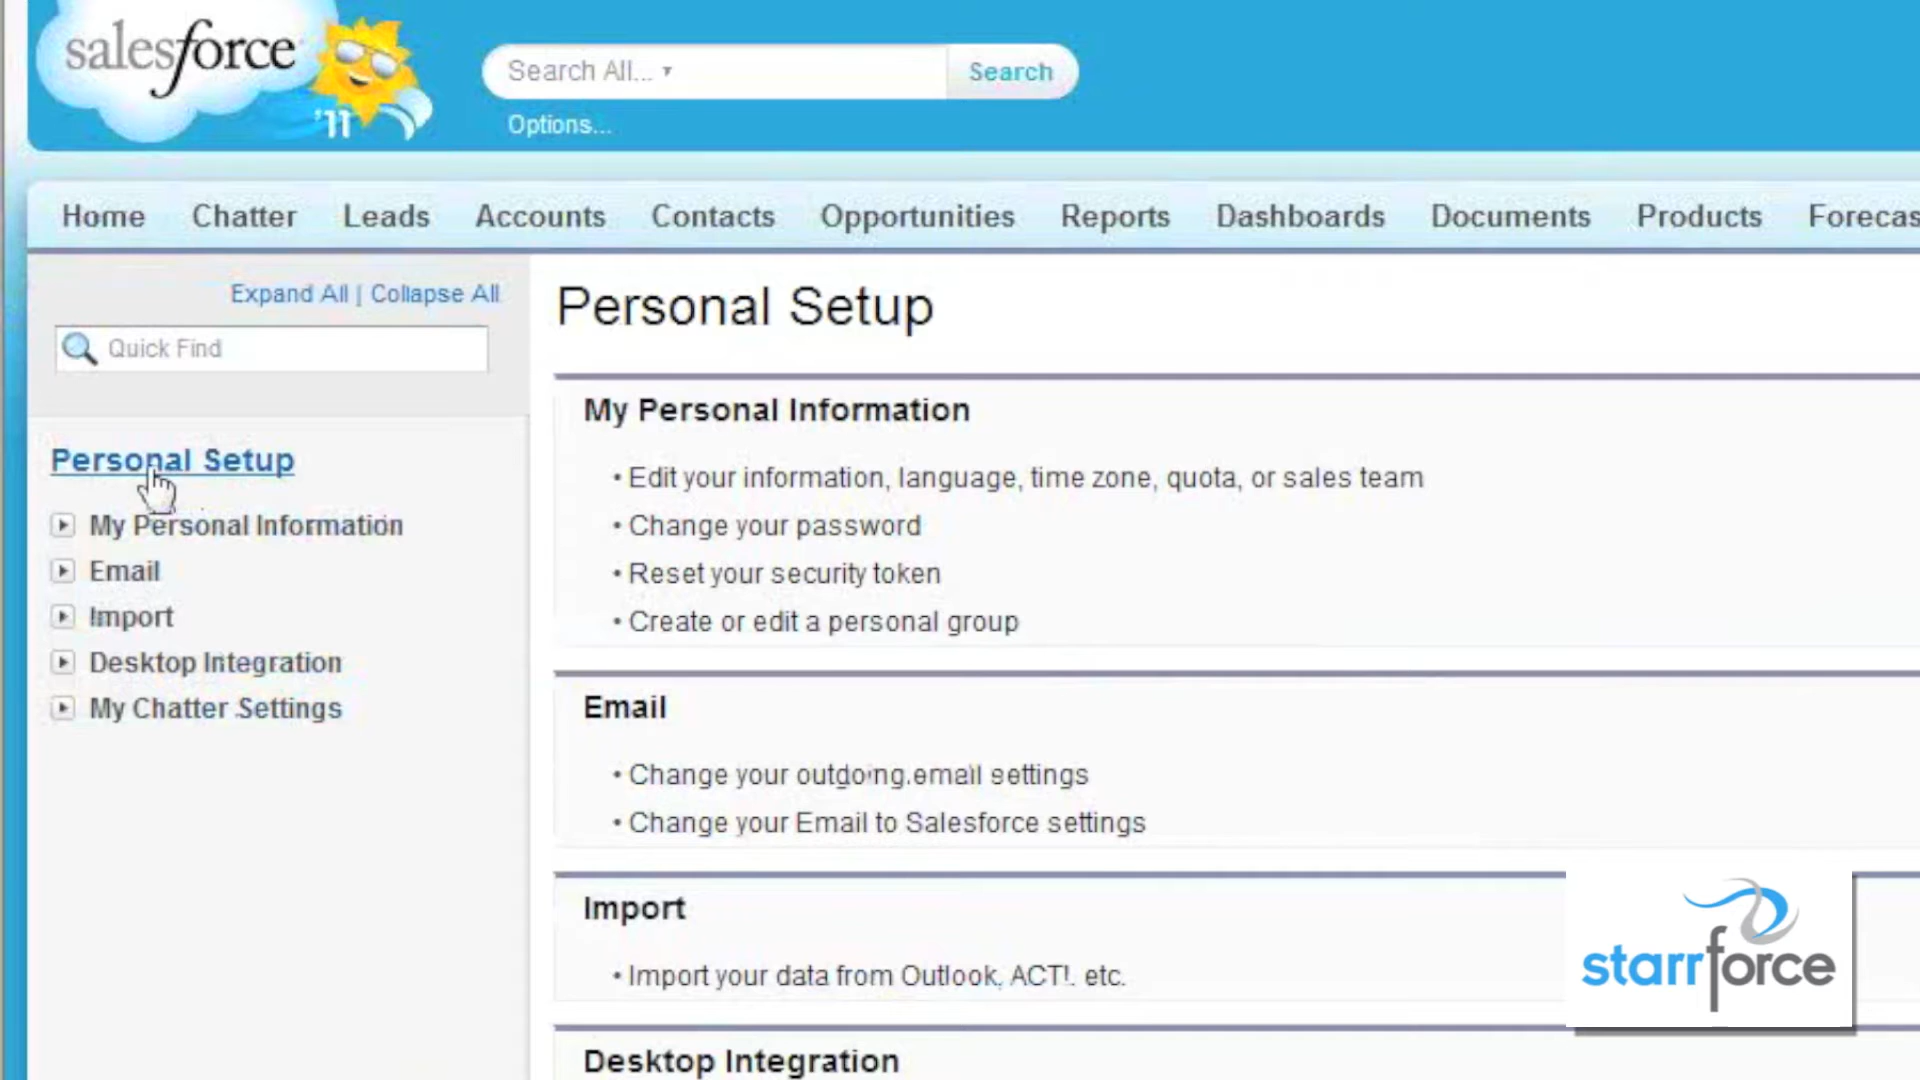 salesforce
'11
Search All...
Search
Options...
Home Chatter Leads Accounts Contacts Opportunities Reports Dashboards Documents Products Forecas
Expand All | Collapse All
Quick Find
Personal Setup
My Personal Information
Email
Import
Desktop Integration
My Chatter Settings
Personal Setup
My Personal Information
• Edit your information, language, time zone, quota, or sales team
• Change your password
• Reset your security token
• Create or edit a personal group
Email
• Change your outgoing email settings
• Change your Email to Salesforce settings
Import
• Import your data from Outlook, ACT!, etc.
Desktop Integration
starrforce